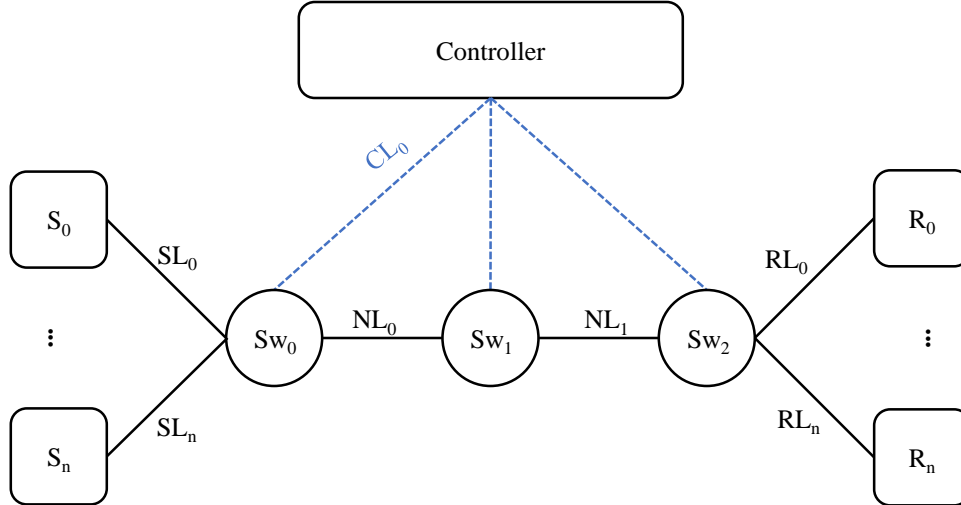 Controller
CL₀
S₀
R₀
SL₀
RL₀
...
NL₀
NL₁
...
Sw₀
Sw₁
Sw₂
SLₙ
RLₙ
Sₙ
Rₙ